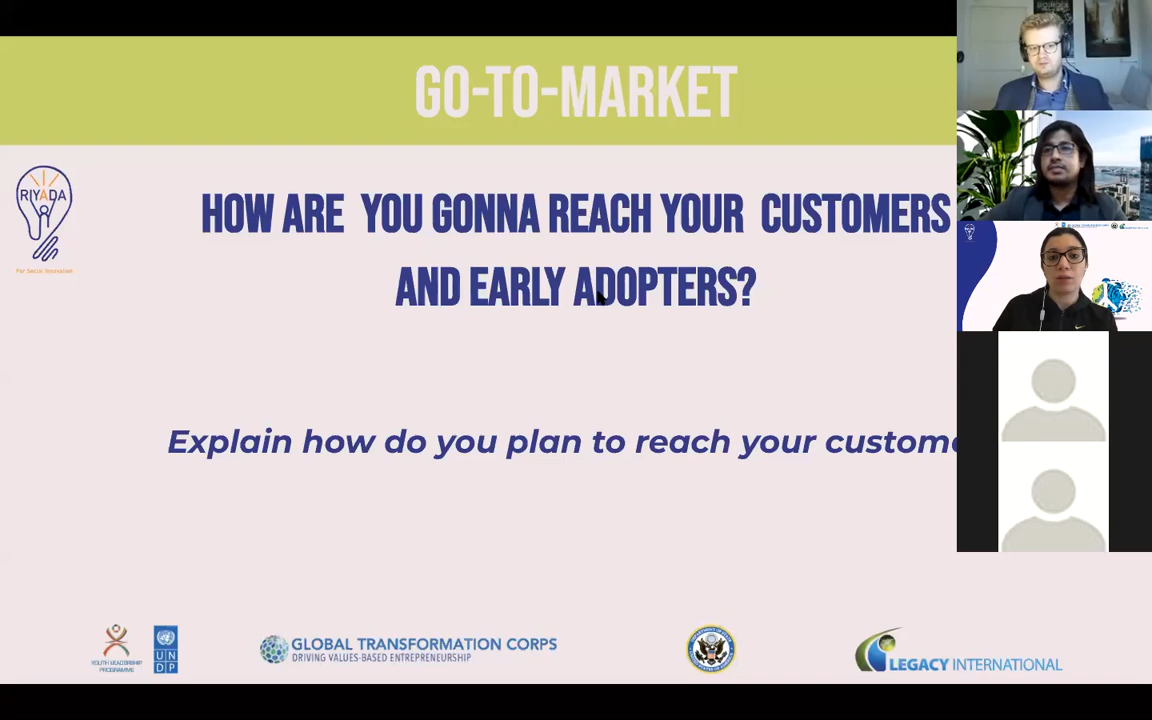 GO-TO-MARKET
RIYADA
For Social Innovation
HOW ARE YOU GONNA REACH YOUR CUSTOMERS
AND EARLY ADOPTERS?
Explain how do you plan to reach your custome
YOUTH LEADERSHIP
PROGRAMME
UN
DP
GLOBAL TRANSFORMATION CORPS
DRIVING VALUES-BASED ENTREPRENEURSHIP
LEGACY INTERNATIONAL